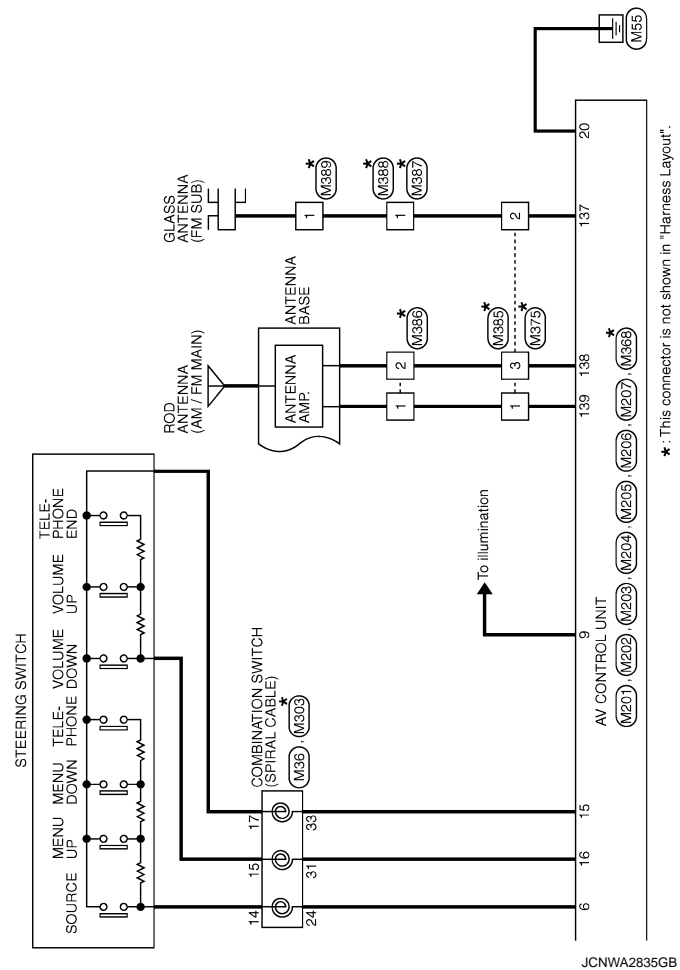 STEERING SWITCH
SOURCE
MENU
UP
MENU
DOWN
TELE-
PHONE
VOLUME
DOWN
VOLUME
UP
TELE-
PHONE
END
14
15
17
COMBINATION SWITCH
(SPIRAL CABLE)
M36 , M303 *
24
31
33
6
16
15
To illumination
9
ROD
ANTENNA
(AM / FM MAIN)
ANTENNA
BASE
ANTENNA
AMP.
1
2
* M386
1
3
* M385
* M375
139
138
GLASS
ANTENNA
(FM SUB)
1
* M389
1
* M388
* M387
2
137
20
M55
AV CONTROL UNIT
M201 , M202 , M203 , M204 , M205 , M206 , M207 , M368 *
* : This connector is not shown in "Harness Layout".
JCNWA2835GB